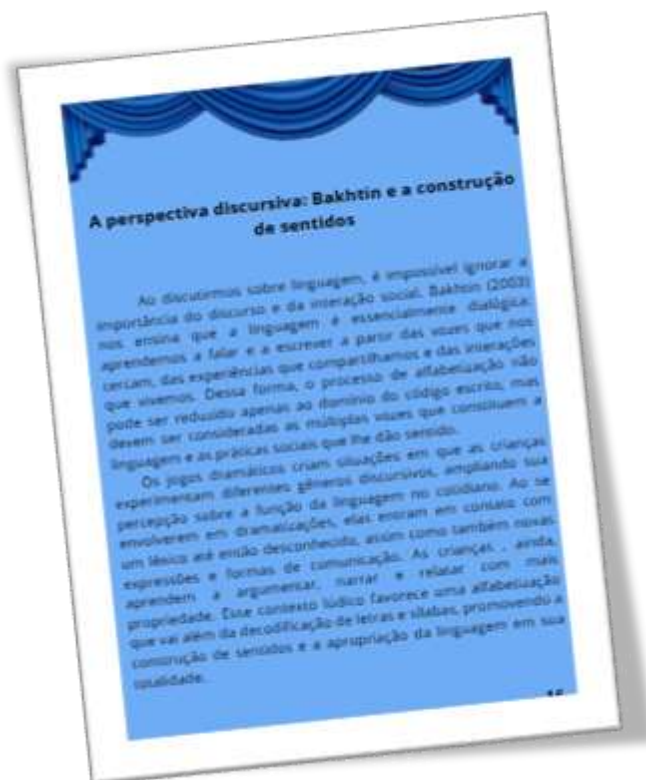 A perspectiva discursiva: Bakhtin e a construção
de sentidos
Ao discutirmos sobre linguagem, é impossível ignorar a
importância do discurso e da interação social. Bakhtin (2003)
nos ensina que a linguagem é essencialmente dialógica:
aprendemos a falar e a escrever a partir das vozes que nos
cercam, das experiências que compartilhamos e das interações
que vivemos. Dessa forma, o processo de alfabetização não
pode ser reduzido apenas ao domínio do código escrito, mas
devem ser consideradas as múltiplas vozes que constituem a
linguagem e as práticas sociais que lhe dão sentido.
Os jogos dramáticos criam situações em que as crianças
experimentam diferentes gêneros discursivos, ampliando sua
percepção sobre a função da linguagem no cotidiano. Ao se
envolverem em dramatizações, elas entram em contato com
um léxico até então desconhecido, assim como também novas
expressões e formas de comunicação. As crianças , ainda,
aprendem a argumentar, narrar e relatar com mais
propriedade. Esse contexto lúdico favorece uma alfabetização
que vai além da decodificação de letras e sílabas, promovendo a
construção de sentidos e a apropriação da linguagem em sua
totalidade.